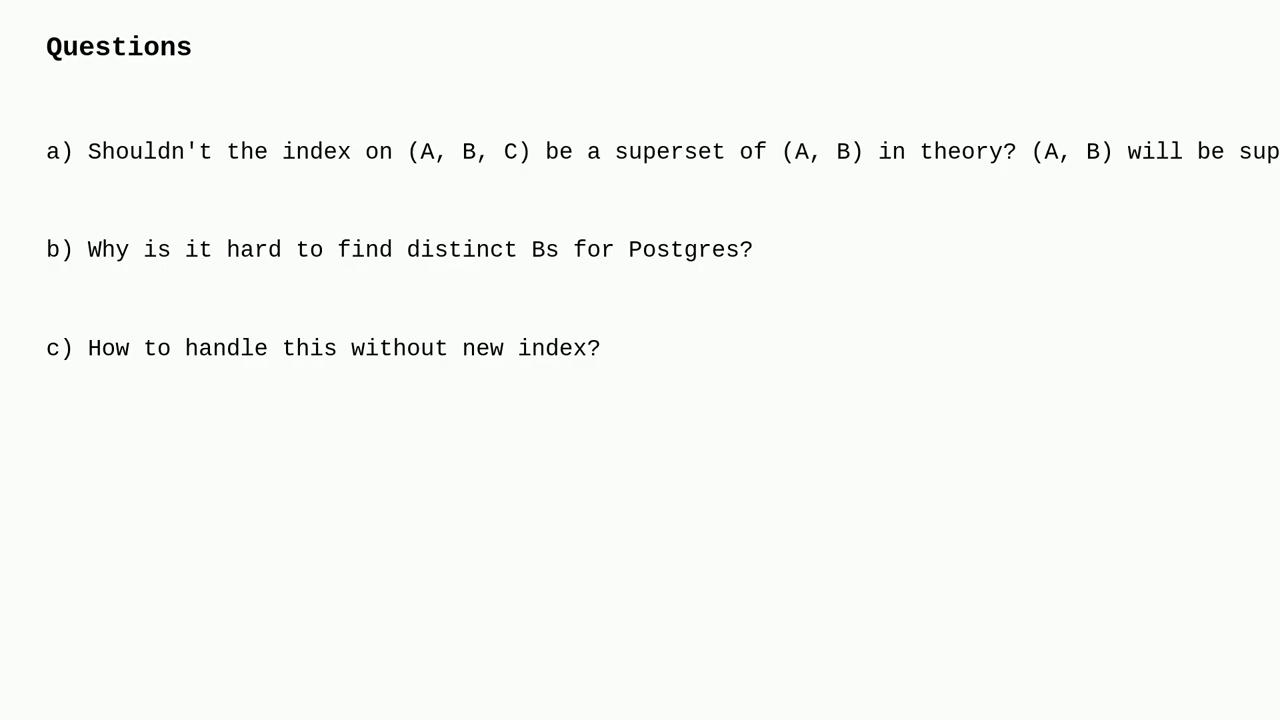 Questions
a) Shouldn't the index on (A, B, C) be a superset of (A, B) in theory? (A, B) will be sup
b) Why is it hard to find distinct Bs for Postgres?
c) How to handle this without new index?